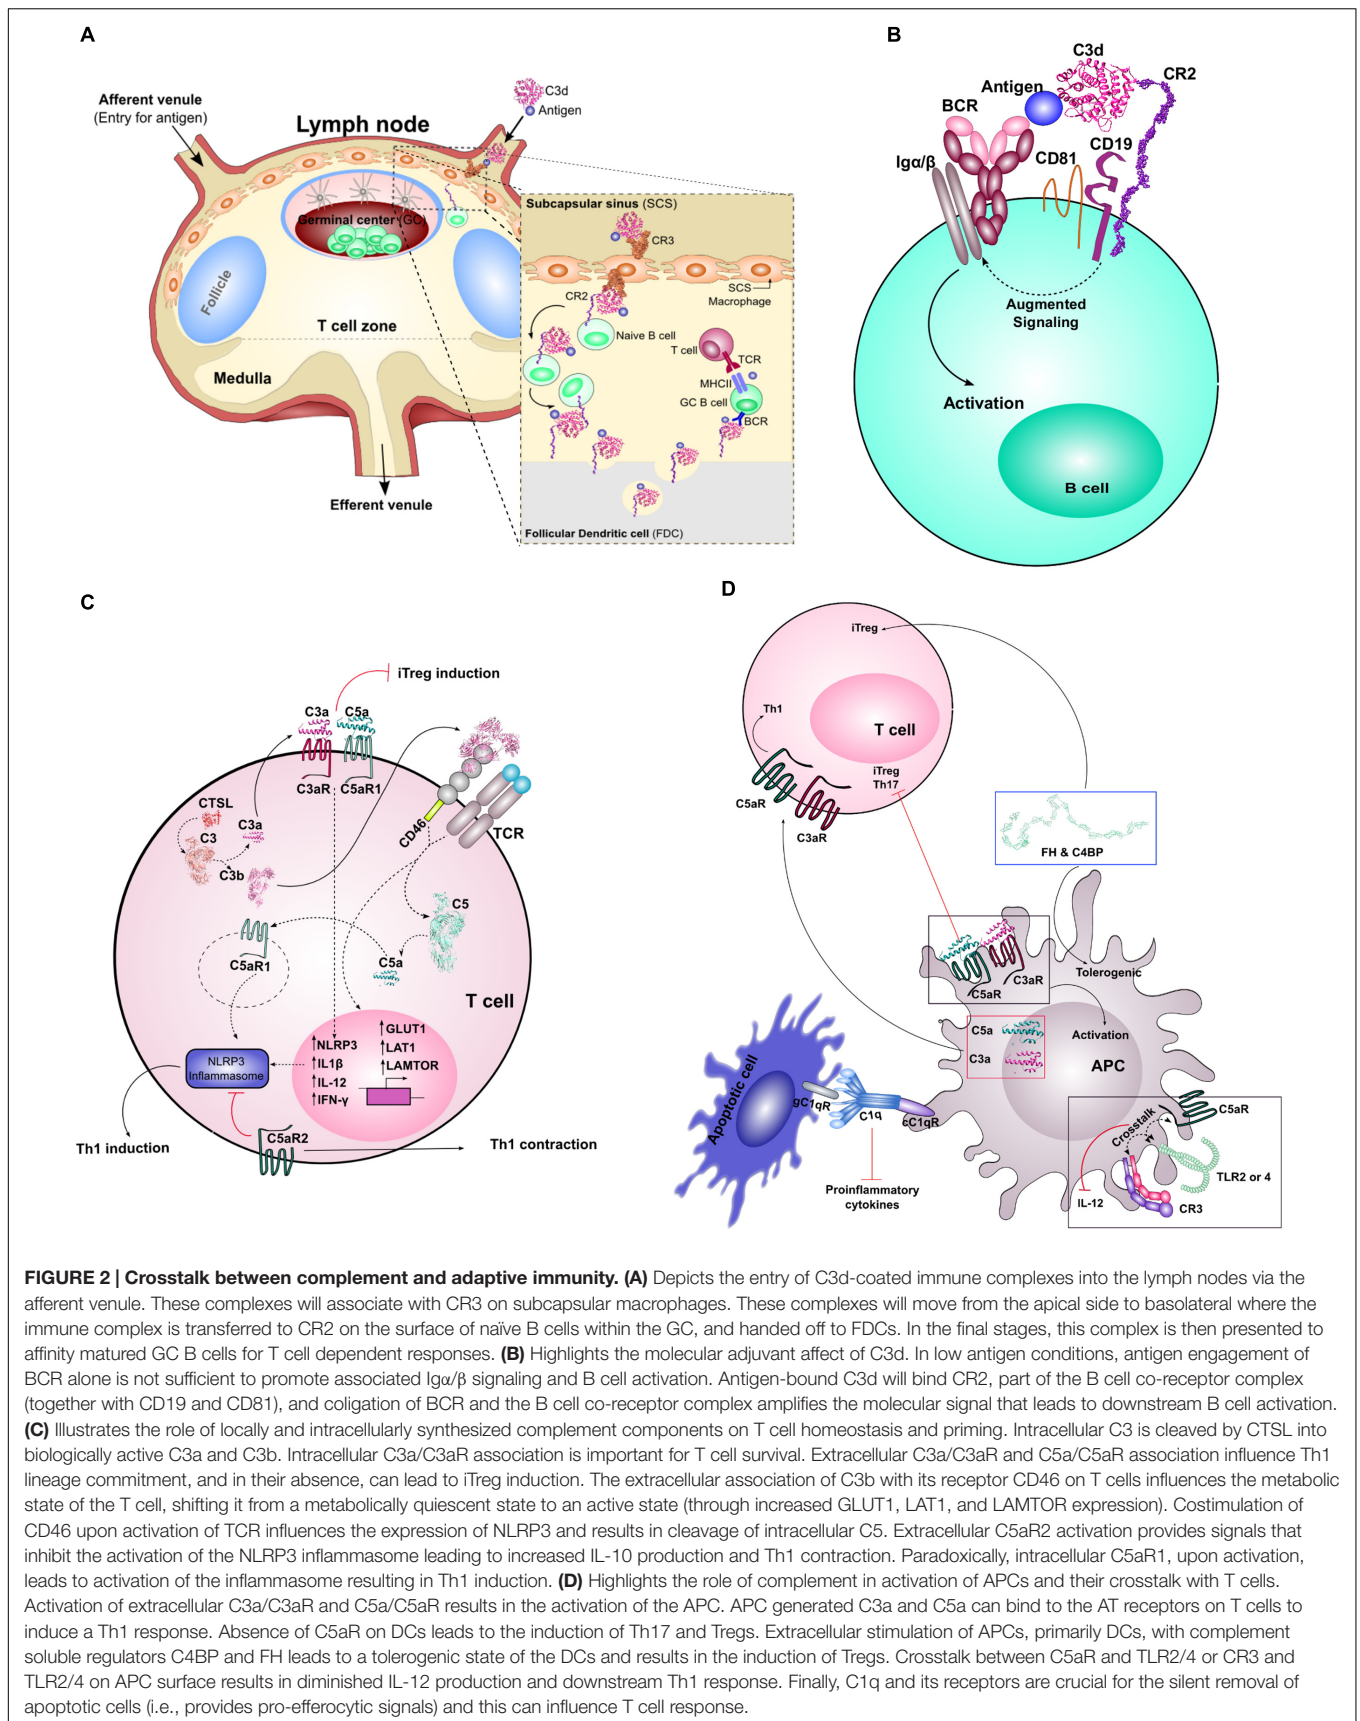 A
Afferent venule
(Entry for antigen)
Lymph node
C3d
Antigen
Germinal center (GC)
Follicle
T cell zone
Medulla
Efferent venule
Subcapsular sinus (SCS)
CR3
SCS
Macrophage
CR2
Naive B cell
T cell
TCR
MHCII
GC B cell
BCR
Follicular Dendritic cell (FDC)
B
C3d
CR2
Antigen
BCR
Igα/β
CD81
CD19
Augmented
Signaling
Activation
B cell
C
iTreg induction
C3a
C5a
C3aR
C5aR1
CTSL
C3
C3a
C3b
CD46
TCR
C5
C5aR1
C5a
T cell
NLRP3
Inflammasome
NLRP3
IL1β
IL-12
IFN-γ
GLUT1
LAT1
LAMTOR
C5aR2
Th1 induction
Th1 contraction
D
iTreg
T cell
Th1
iTreg
Th17
C5aR
C3aR
FH & C4BP
C5aR
C3aR
Tolerogenic
C5a
C3a
Activation
APC
Apoptotic cell
gC1qR
C1q
cC1qR
Proinflammatory
cytokines
C5aR
Crosstalk
TLR2 or 4
IL-12
CR3
FIGURE 2 | Crosstalk between complement and adaptive immunity. (A) Depicts the entry of C3d-coated immune complexes into the lymph nodes via the
afferent venule. These complexes will associate with CR3 on subcapsular macrophages. These complexes will move from the apical side to basolateral where the
immune complex is transferred to CR2 on the surface of naïve B cells within the GC, and handed off to FDCs. In the final stages, this complex is then presented to
affinity matured GC B cells for T cell dependent responses. (B) Highlights the molecular adjuvant affect of C3d. In low antigen conditions, antigen engagement of
BCR alone is not sufficient to promote associated Igα/β signaling and B cell activation. Antigen-bound C3d will bind CR2, part of the B cell co-receptor complex
(together with CD19 and CD81), and coligation of BCR and the B cell co-receptor complex amplifies the molecular signal that leads to downstream B cell activation.
(C) Illustrates the role of locally and intracellularly synthesized complement components on T cell homeostasis and priming. Intracellular C3 is cleaved by CTSL into
biologically active C3a and C3b. Intracellular C3a/C3aR association is important for T cell survival. Extracellular C3a/C3aR and C5a/C5aR association influence Th1
lineage commitment, and in their absence, can lead to iTreg induction. The extracellular association of C3b with its receptor CD46 on T cells influences the metabolic
state of the T cell, shifting it from a metabolically quiescent state to an active state (through increased GLUT1, LAT1, and LAMTOR expression). Costimulation of
CD46 upon activation of TCR influences the expression of NLRP3 and results in cleavage of intracellular C5. Extracellular C5aR2 activation provides signals that
inhibit the activation of the NLRP3 inflammasome leading to increased IL-10 production and Th1 contraction. Paradoxically, intracellular C5aR1, upon activation,
leads to activation of the inflammasome resulting in Th1 induction. (D) Highlights the role of complement in activation of APCs and their crosstalk with T cells.
Activation of extracellular C3a/C3aR and C5a/C5aR results in the activation of the APC. APC generated C3a and C5a can bind to the AT receptors on T cells to
induce a Th1 response. Absence of C5aR on DCs leads to the induction of Th17 and Tregs. Extracellular stimulation of APCs, primarily DCs, with complement
soluble regulators C4BP and FH leads to a tolerogenic state of the DCs and results in the induction of Tregs. Crosstalk between C5aR and TLR2/4 or CR3 and
TLR2/4 on APC surface results in diminished IL-12 production and downstream Th1 response. Finally, C1q and its receptors are crucial for the silent removal of
apoptotic cells (i.e., provides pro-efferocytic signals) and this can influence T cell response.